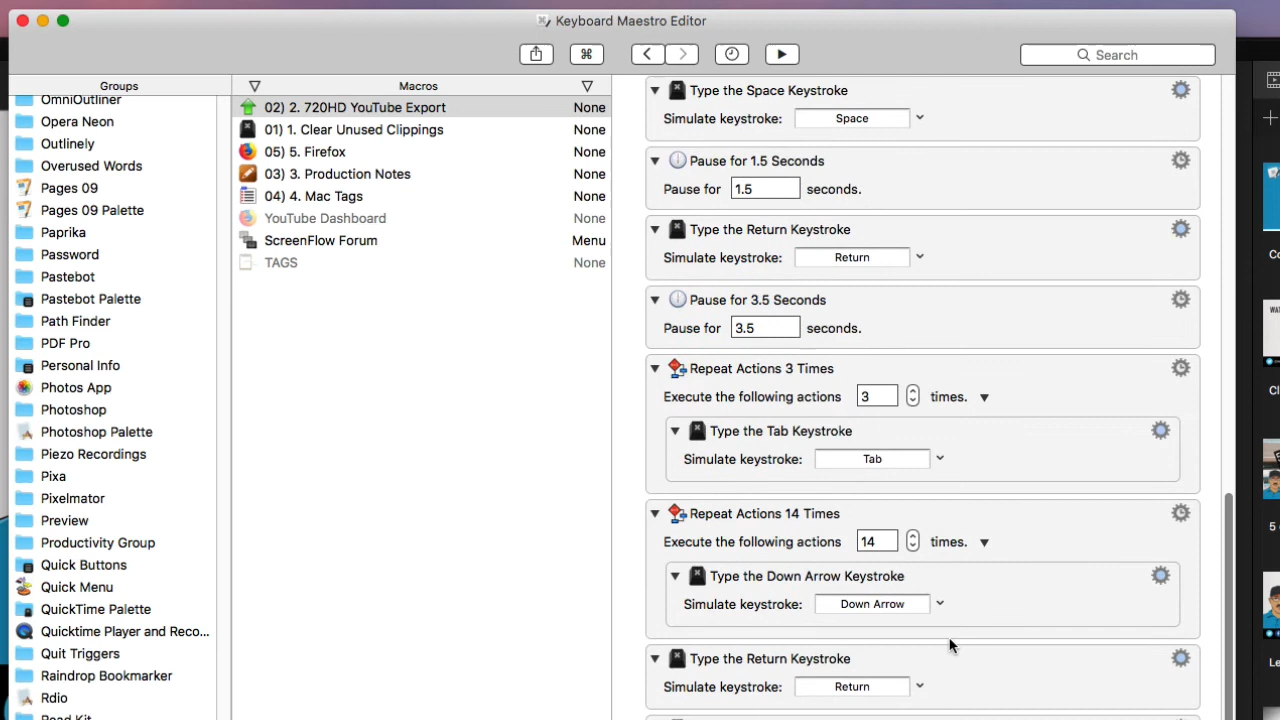 Keyboard Maestro Editor
Search
Groups
Macros
OmniOutliner
Opera Neon
Outlinely
Overused Words
Pages 09
Pages 09 Palette
Paprika
Password
Pastebot
Pastebot Palette
Path Finder
PDF Pro
Personal Info
Photos App
Photoshop
Photoshop Palette
Piezo Recordings
Pixa
Pixelmator
Preview
Productivity Group
Quick Buttons
Quick Menu
QuickTime Palette
Quicktime Player and Reco...
Quit Triggers
Raindrop Bookmarker
Rdio
Read Kit
02) 2. 720HD YouTube Export None
01) 1. Clear Unused Clippings None
05) 5. Firefox None
03) 3. Production Notes None
04) 4. Mac Tags None
YouTube Dashboard None
ScreenFlow Forum Menu
TAGS None
Type the Space Keystroke
Simulate keystroke: Space
Pause for 1.5 Seconds
Pause for 1.5 seconds.
Type the Return Keystroke
Simulate keystroke: Return
Pause for 3.5 Seconds
Pause for 3.5 seconds.
Repeat Actions 3 Times
Execute the following actions 3 times.
Type the Tab Keystroke
Simulate keystroke: Tab
Repeat Actions 14 Times
Execute the following actions 14 times.
Type the Down Arrow Keystroke
Simulate keystroke: Down Arrow
Type the Return Keystroke
Simulate keystroke: Return